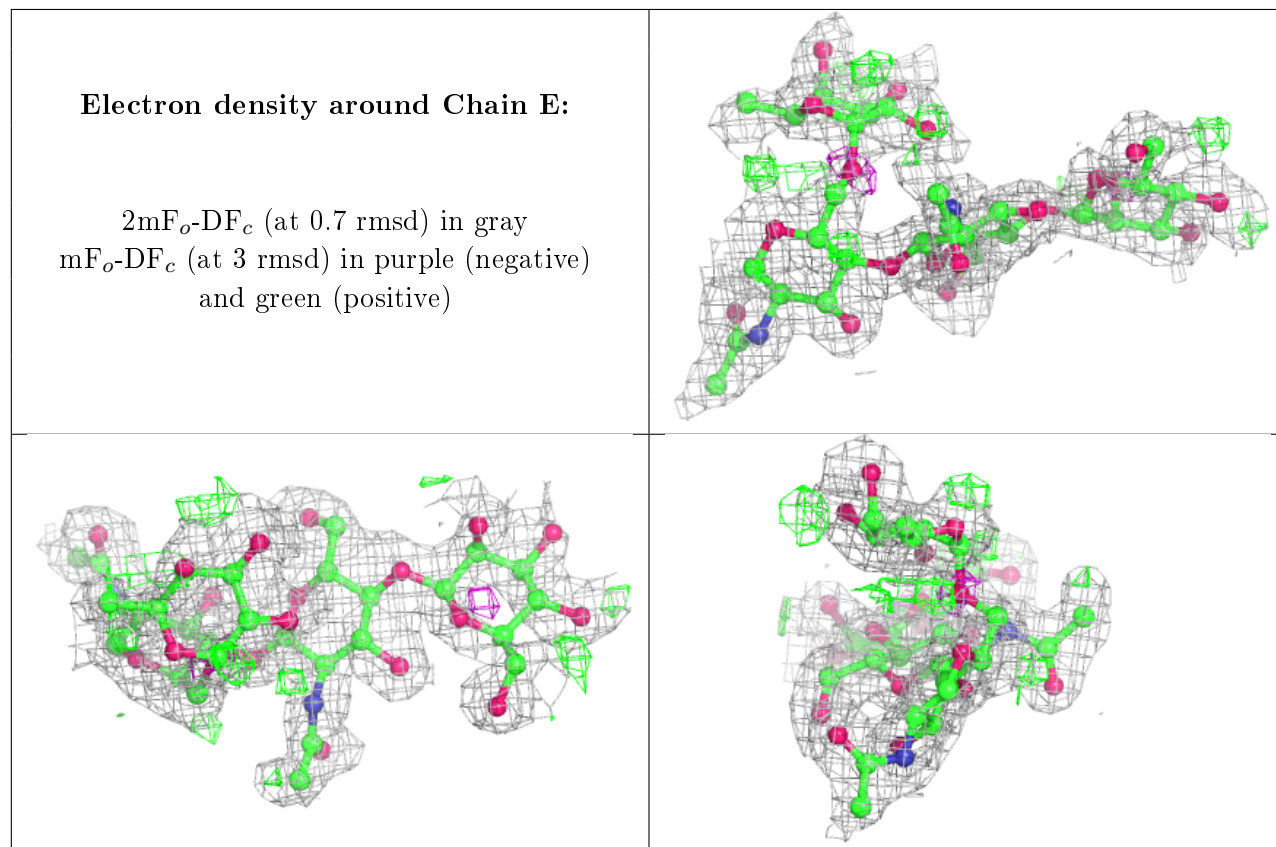 Electron density around Chain E:
2mFo-DFc (at 0.7 rmsd) in gray
mFo-DFc (at 3 rmsd) in purple (negative)
and green (positive)